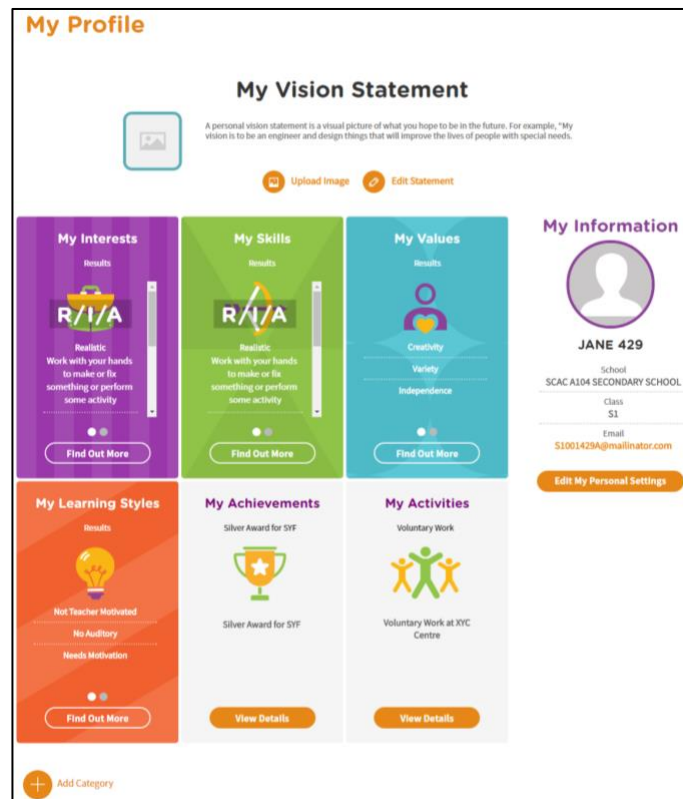 My Profile
My Vision Statement
A personal vision statement is a visual picture of what you hope to be in the future. For example, "My
vision is to be an engineer and design things that will improve the lives of people with special needs.
Upload Image
Edit Statement
My Interests
Results
R/I/A
Realistic
Work with your hands
to make or fix
something or perform
some activity
Find Out More
My Skills
Results
R/I/A
Realistic
Work with your hands
to make or fix
something or perform
some activity
Find Out More
My Values
Results
Creativity
Variety
Independence
Find Out More
My Information
JANE 429
School
SCAC A104 SECONDARY SCHOOL
Class
S1
Email
S1001429A@mailinator.com
Edit My Personal Settings
My Learning Styles
Results
Not Teacher Motivated
No Auditory
Needs Motivation
Find Out More
My Achievements
Silver Award for SYF
Silver Award for SYF
View Details
My Activities
Voluntary Work
Voluntary Work at XYC
Centre
View Details
Add Category